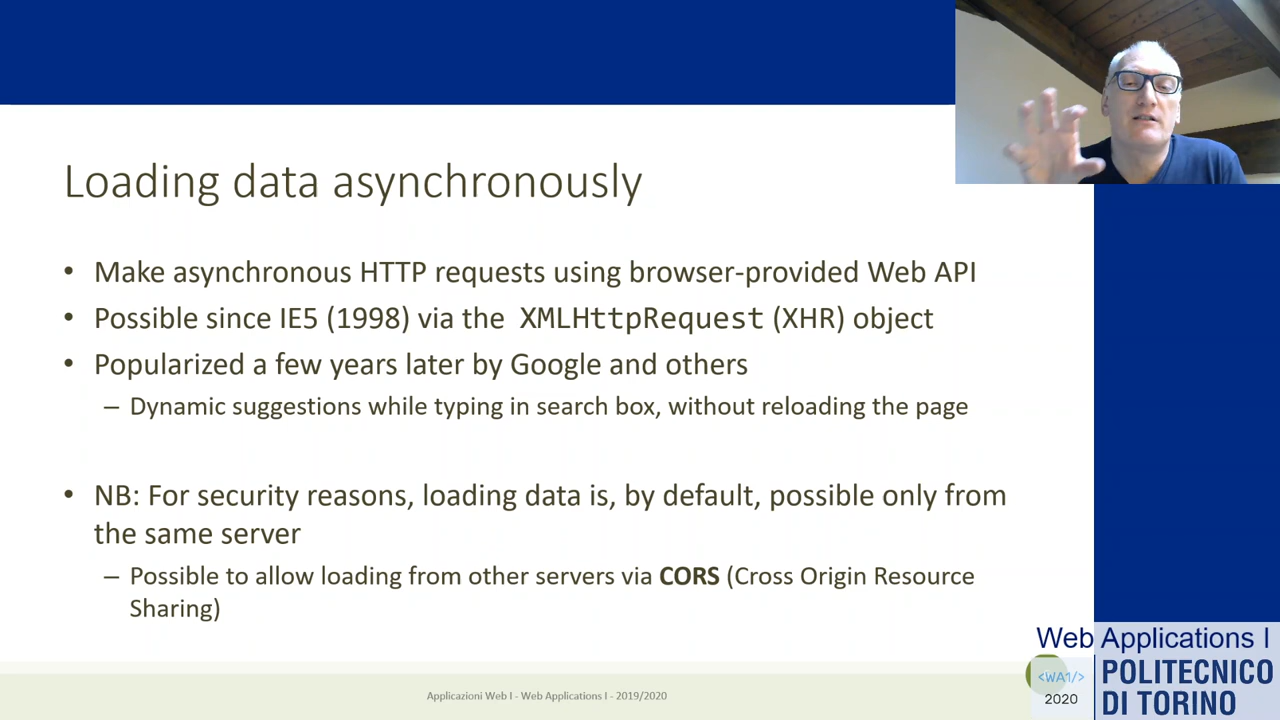 Loading data asynchronously
• Make asynchronous HTTP requests using browser-provided Web API
• Possible since IE5 (1998) via the XMLHttpRequest (XHR) object
• Popularized a few years later by Google and others
– Dynamic suggestions while typing in search box, without reloading the page
• NB: For security reasons, loading data is, by default, possible only from
the same server
– Possible to allow loading from other servers via CORS (Cross Origin Resource
Sharing)
Applicazioni Web I - Web Applications I - 2019/2020
Web Applications I
<WA1/>
2020
POLITECNICO
DI TORINO